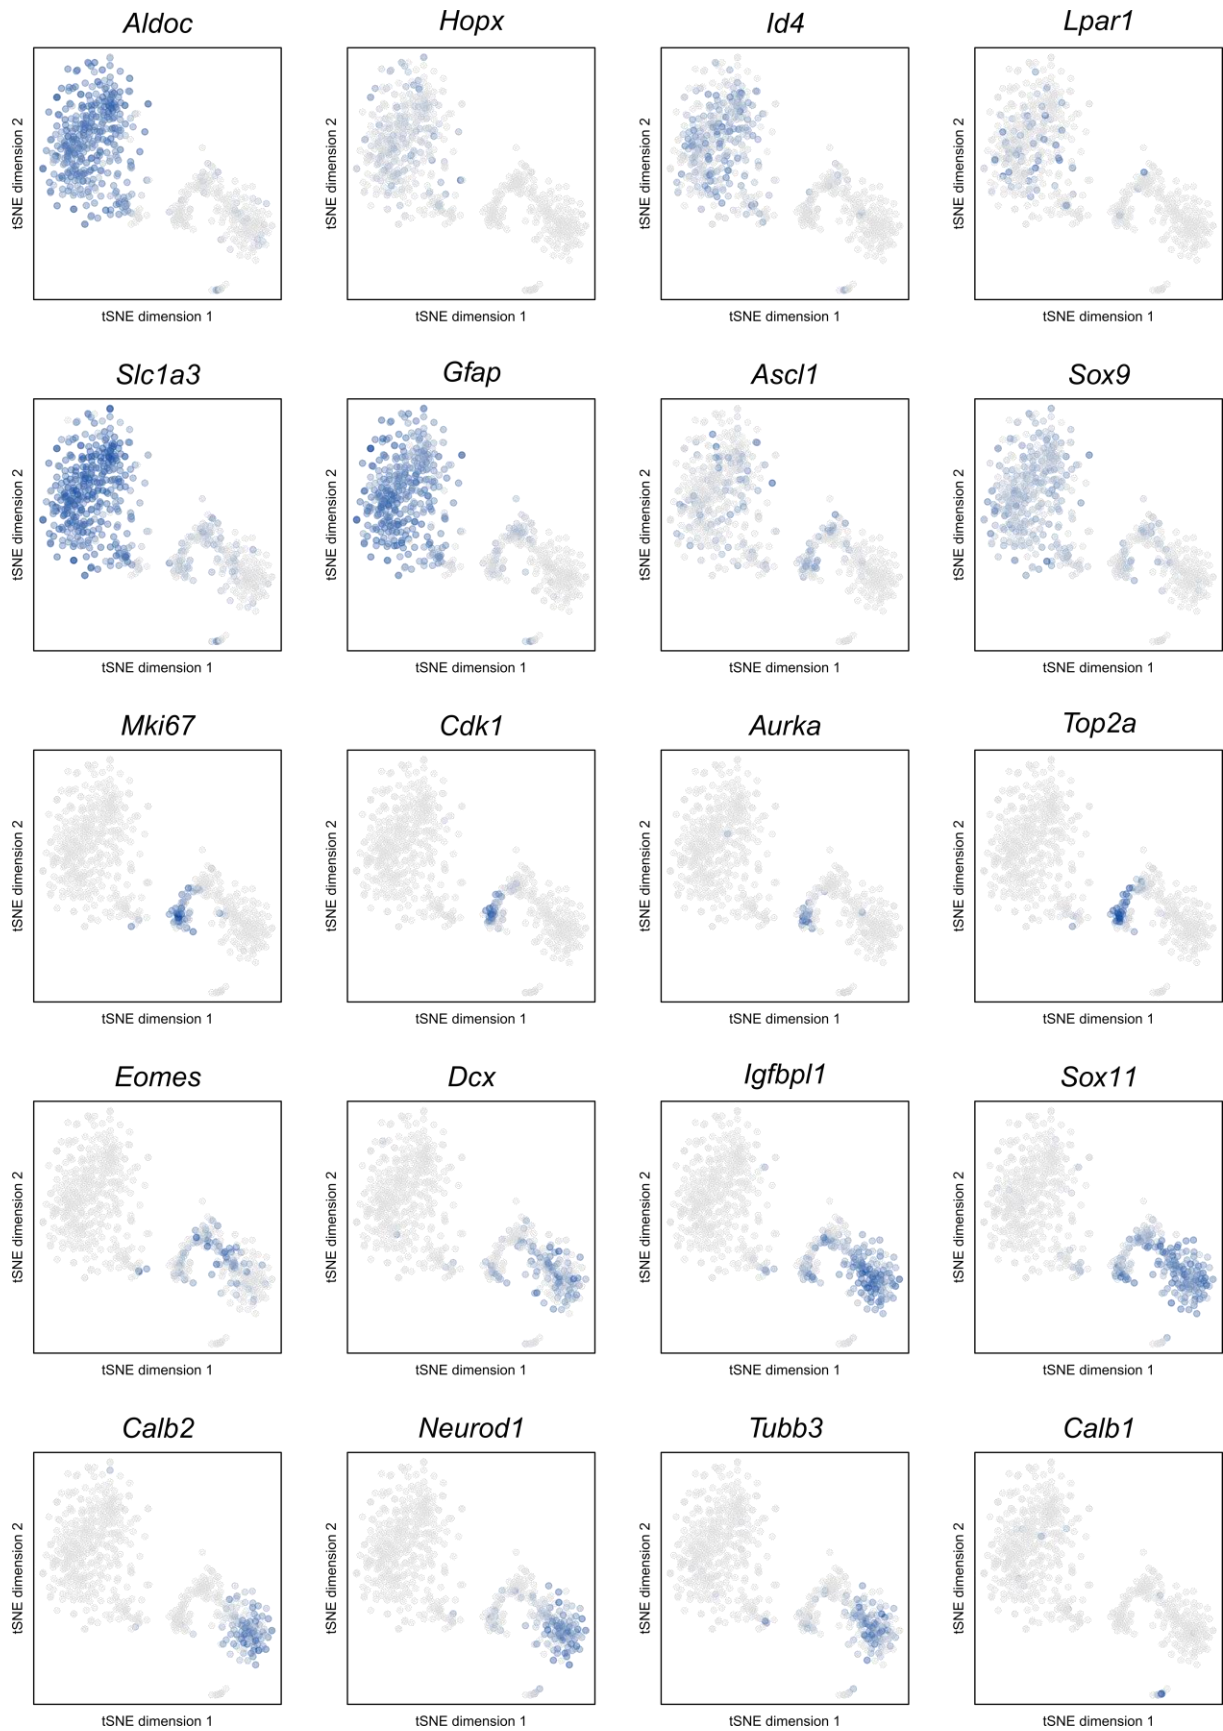 Aldoc Hopx Id4 Lpar1
tSNE dimension 2 tSNE dimension 2 tSNE dimension 2 tSNE dimension 2
tSNE dimension 1 tSNE dimension 1 tSNE dimension 1 tSNE dimension 1
Slc1a3 Gfap Ascl1 Sox9
tSNE dimension 2 tSNE dimension 2 tSNE dimension 2 tSNE dimension 2
tSNE dimension 1 tSNE dimension 1 tSNE dimension 1 tSNE dimension 1
Mki67 Cdk1 Aurka Top2a
tSNE dimension 2 tSNE dimension 2 tSNE dimension 2 tSNE dimension 2
tSNE dimension 1 tSNE dimension 1 tSNE dimension 1 tSNE dimension 1
Eomes Dcx Igfbpl1 Sox11
tSNE dimension 2 tSNE dimension 2 tSNE dimension 2 tSNE dimension 2
tSNE dimension 1 tSNE dimension 1 tSNE dimension 1 tSNE dimension 1
Calb2 Neurod1 Tubb3 Calb1
tSNE dimension 2 tSNE dimension 2 tSNE dimension 2 tSNE dimension 2
tSNE dimension 1 tSNE dimension 1 tSNE dimension 1 tSNE dimension 1